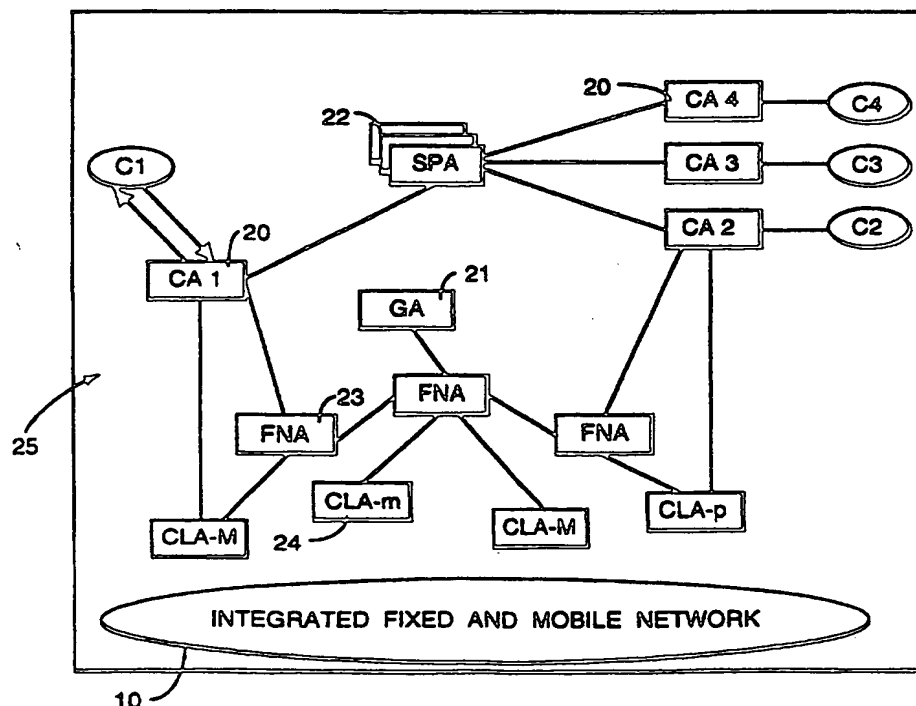 20
CA 4
C4
22
SPA
CA 3
C3
C1
CA 2
C2
20
CA 1
21
GA
FNA
23
FNA
FNA
25
CLA-m
CLA-p
24
CLA-M
CLA-M
INTEGRATED FIXED AND MOBILE NETWORK
10